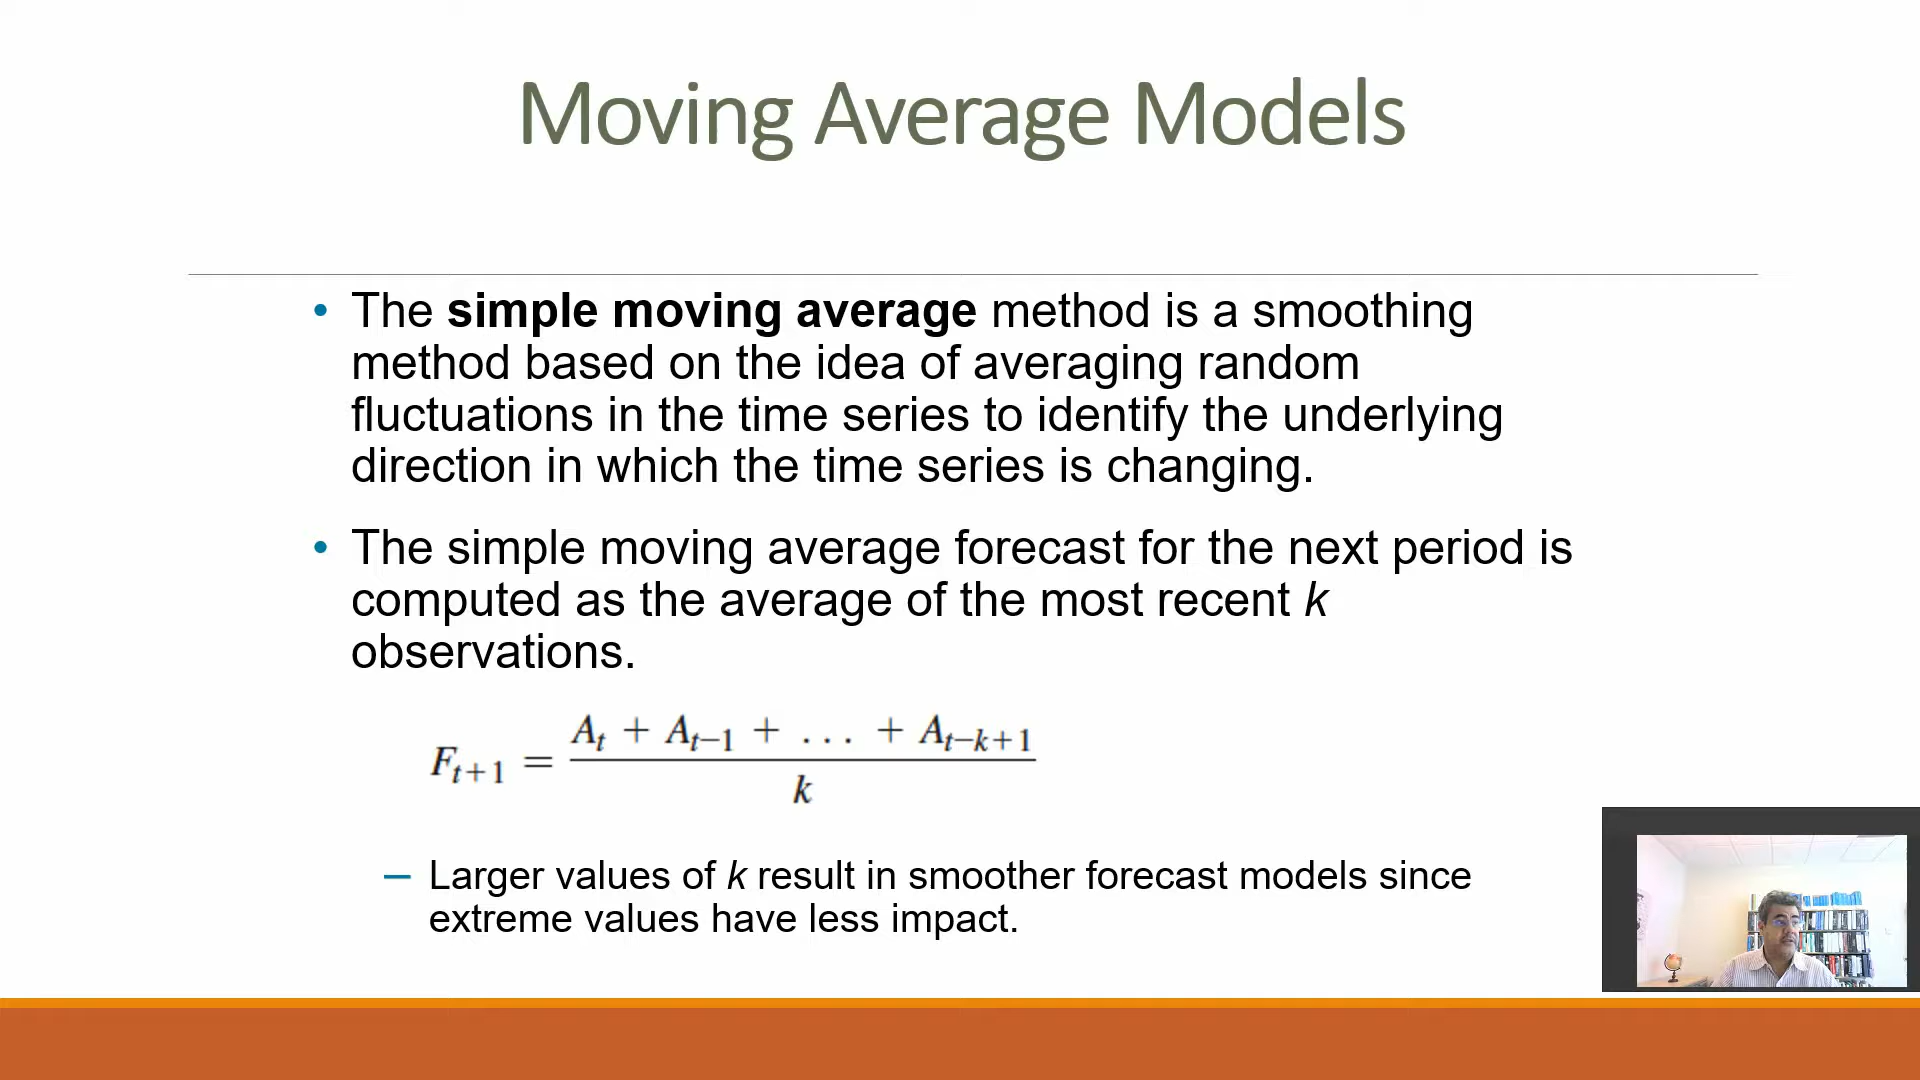 Moving Average Models
• The simple moving average method is a smoothing
method based on the idea of averaging random
fluctuations in the time series to identify the underlying
direction in which the time series is changing.
• The simple moving average forecast for the next period is
computed as the average of the most recent k
observations.
F_{t+1} = \frac{A_t + A_{t-1} + ... + A_{t-k+1}}{k}
– Larger values of k result in smoother forecast models since
extreme values have less impact.